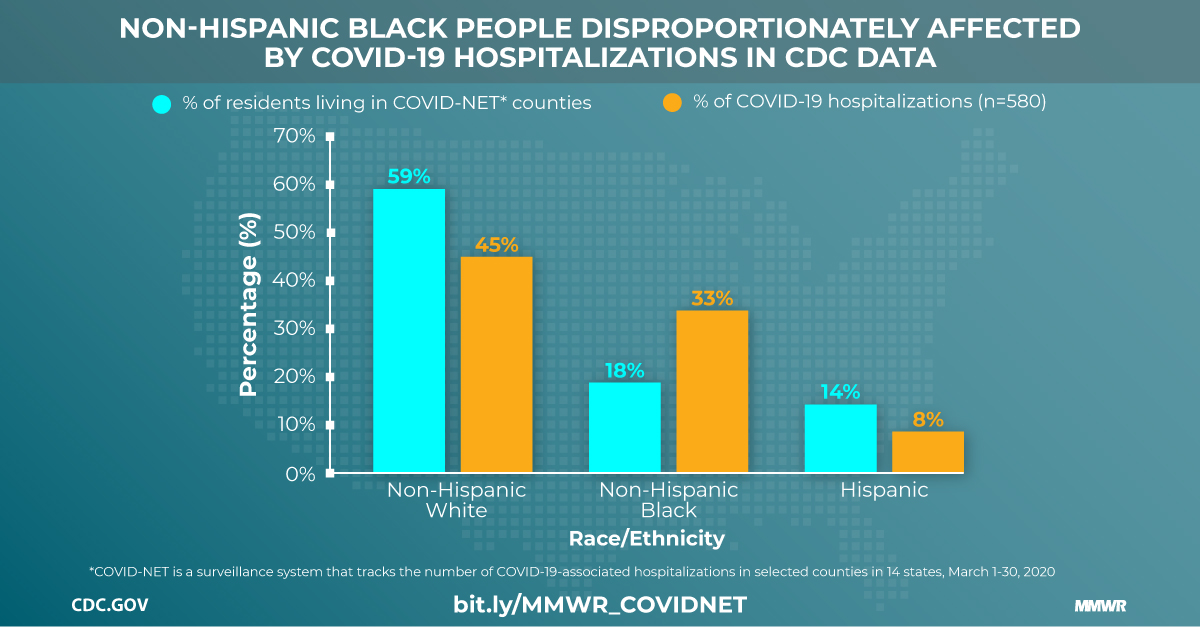 NON-HISPANIC BLACK PEOPLE DISPROPORTIONATELY AFFECTED
BY COVID-19 HOSPITALIZATIONS IN CDC DATA
% of residents living in COVID-NET* counties
% of COVID-19 hospitalizations (n=580)
Percentage (%)
70%
60%
50%
40%
30%
20%
10%
0%
59%
45%
18%
33%
14%
8%
Non-Hispanic
White
Non-Hispanic
Black
Hispanic
Race/Ethnicity
*COVID-NET is a surveillance system that tracks the number of COVID-19-associated hospitalizations in selected counties in 14 states, March 1-30, 2020
CDC.GOV
bit.ly/MMWR_COVIDNET
MMWR